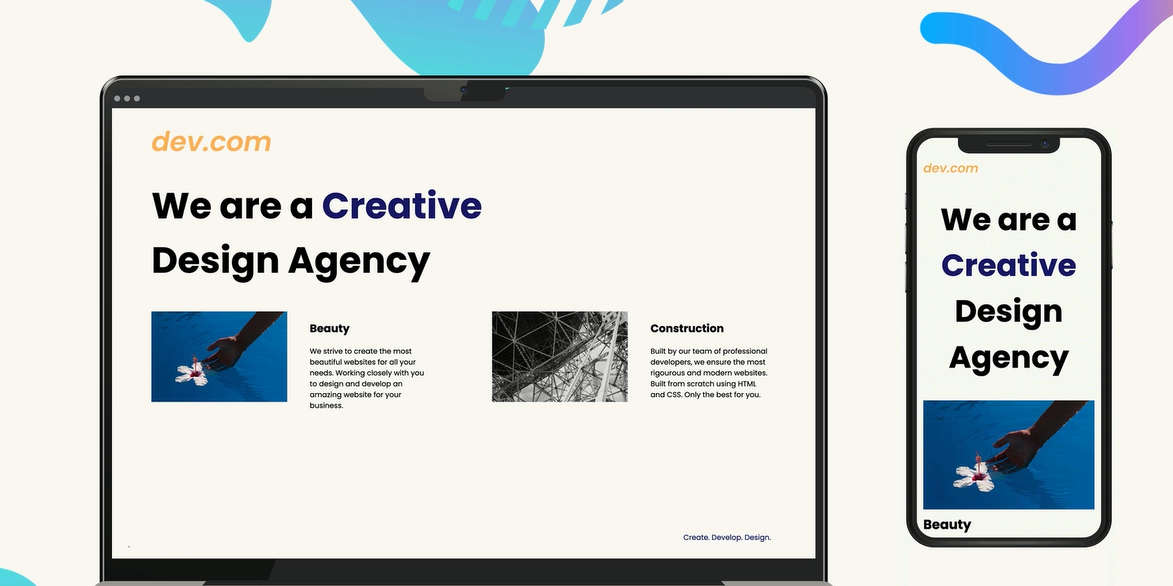 dev.com
We are a Creative
Design Agency
Beauty
We strive to create the most
beautiful websites for all your
needs. Working closely with you
to design and develop an
amazing website for your
business.
Construction
Built by our team of professional
developers, we ensure the most
rigourous and modern websites.
Built from scratch using HTML
and CSS. Only the best for you.
Create. Develop. Design.
dev.com
We are a
Creative
Design
Agency
Beauty